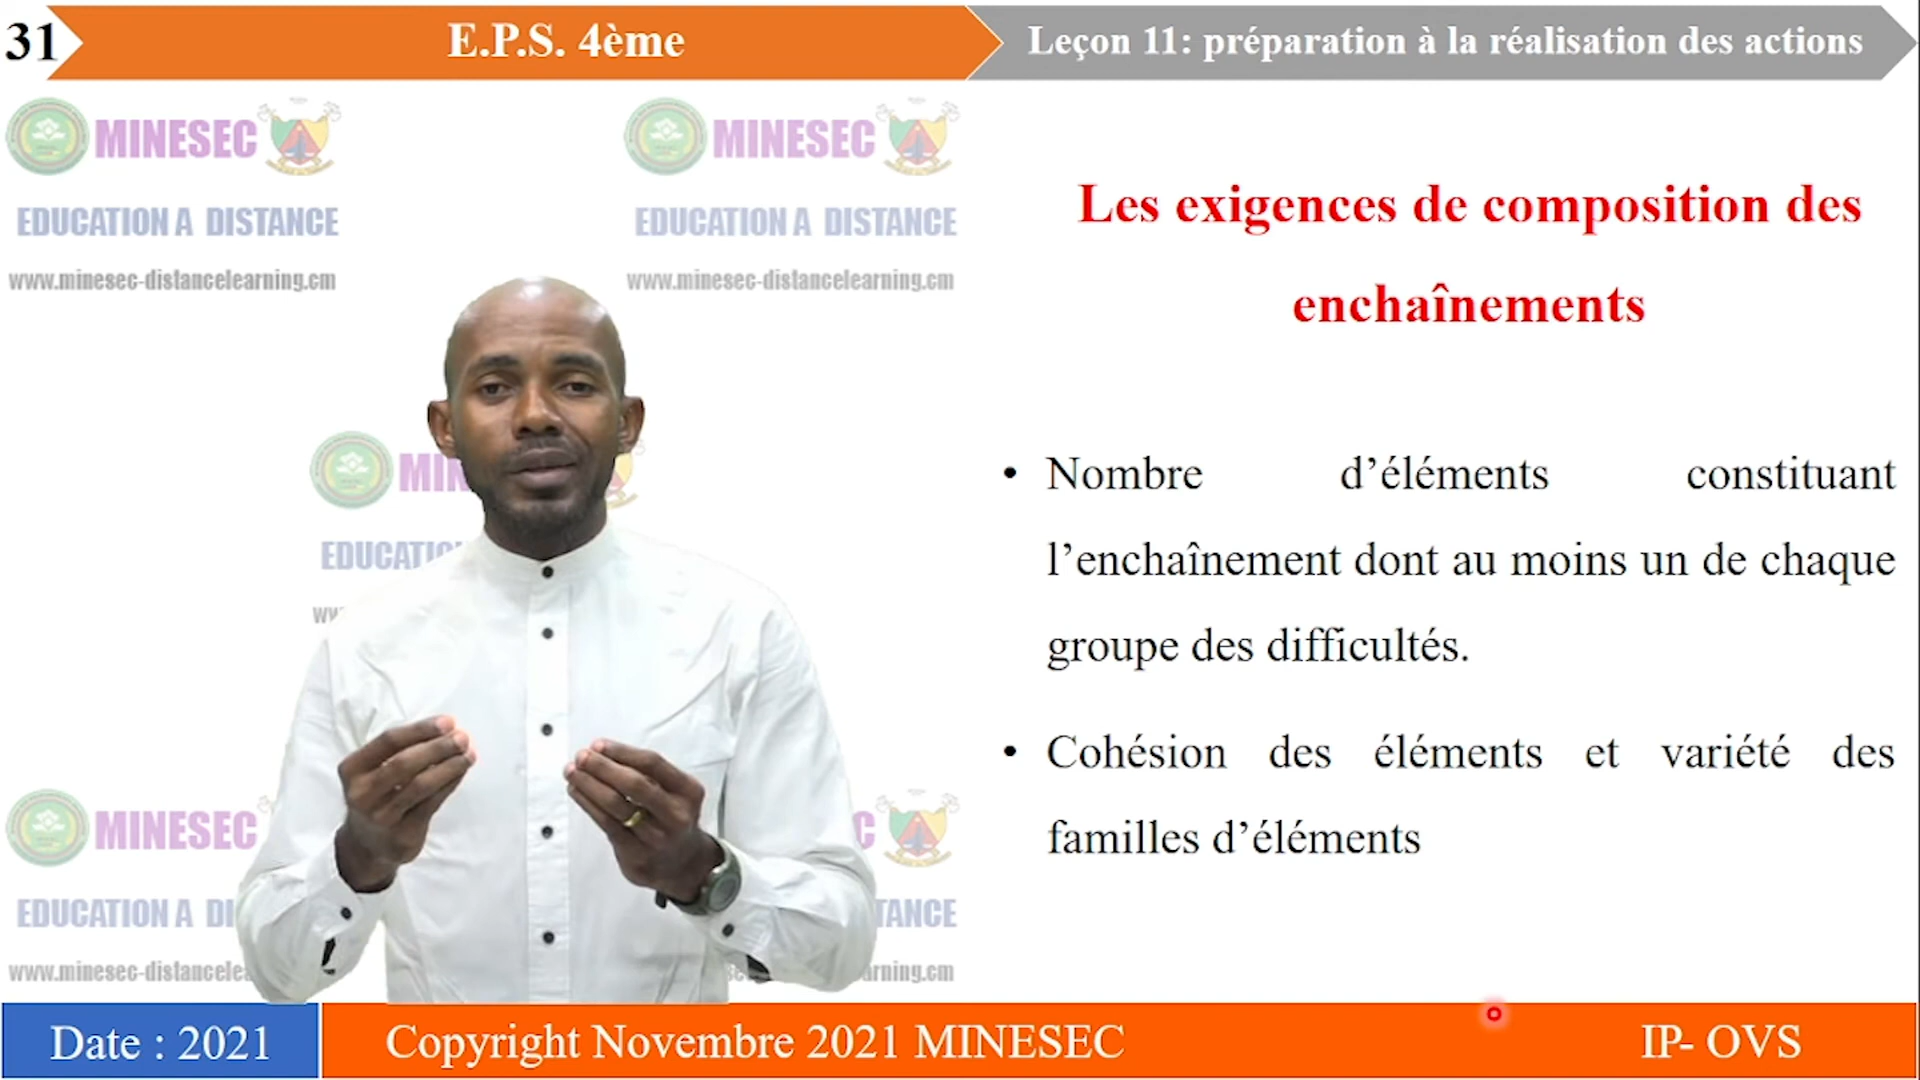 31
E.P.S. 4ème
Leçon 11: préparation à la réalisation des actions
MINESEC
EDUCATION A DISTANCE
www.minesec-distancelearning.cm
MINESEC
EDUCATION A DISTANCE
www.minesec-distancelearning.cm
Les exigences de composition des
enchaînements
• Nombre d’éléments constituant
l’enchaînement dont au moins un de chaque
groupe des difficultés.
• Cohésion des éléments et variété des
familles d’éléments
MINESEC
Date : 2021
Copyright Novembre 2021 MINESEC
IP- OVS